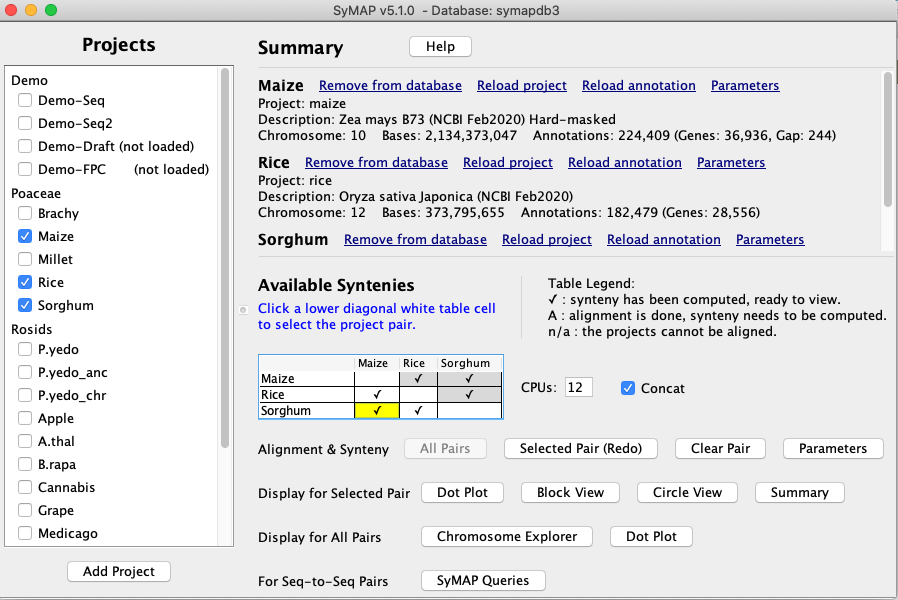 SyMAP v5.1.0 - Database: symapdb3
Projects
Demo
Demo-Seq
Demo-Seq2
Demo-Draft (not loaded)
Demo-FPC (not loaded)
Poaceae
Brachy
Maize
Millet
Rice
Sorghum
Rosids
P.yedo
P.yedo_anc
P.yedo_chr
Apple
A.thal
B.rapa
Cannabis
Grape
Medicago
Add Project
Summary Help
Maize Remove from database Reload project Reload annotation Parameters
Project: maize
Description: Zea mays B73 (NCBI Feb2020) Hard-masked
Chromosome: 10 Bases: 2,134,373,047 Annotations: 224,409 (Genes: 36,936, Gap: 244)
Rice Remove from database Reload project Reload annotation Parameters
Project: rice
Description: Oryza sativa Japonica (NCBI Feb2020)
Chromosome: 12 Bases: 373,795,655 Annotations: 182,479 (Genes: 28,556)
Sorghum Remove from database Reload project Reload annotation Parameters
Available Syntenies
Click a lower diagonal white table cell
to select the project pair.
Table Legend:
✓ : synteny has been computed, ready to view.
A : alignment is done, synteny needs to be computed.
n/a : the projects cannot be aligned.
Maize Rice Sorghum
Maize ✓ ✓
Rice ✓ ✓
Sorghum ✓ ✓
CPUs: 12 Concat
Alignment & Synteny All Pairs Selected Pair (Redo) Clear Pair Parameters
Display for Selected Pair Dot Plot Block View Circle View Summary
Display for All Pairs Chromosome Explorer Dot Plot
For Seq-to-Seq Pairs SyMAP Queries